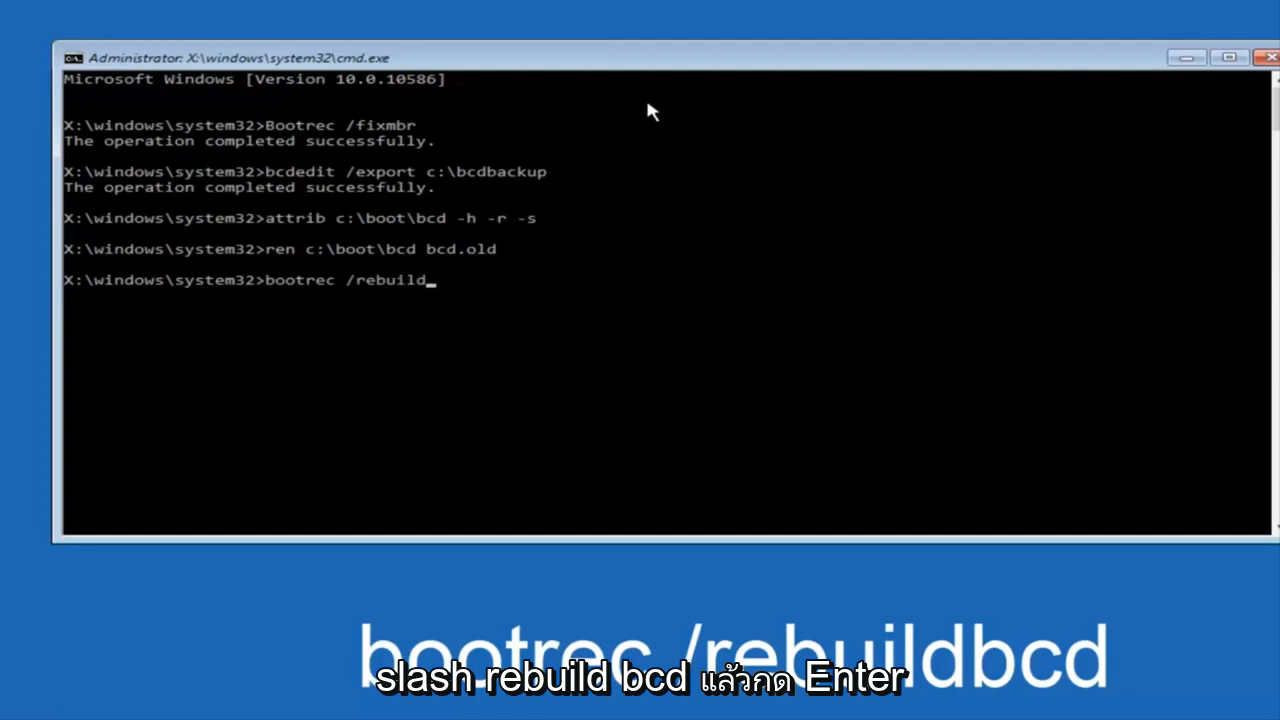 Administrator: X:\windows\system32\cmd.exe
Microsoft Windows [Version 10.0.10586]
X:\windows\system32>Bootrec /fixmbr
The operation completed successfully.
X:\windows\system32>bcdedit /export c:\bcdbackup
The operation completed successfully.
X:\windows\system32>attrib c:\boot\bcd -h -r -s
X:\windows\system32>ren c:\boot\bcd bcd.old
X:\windows\system32>bootrec /rebuild_
bootrec /rebuildbcd
slash rebuild bcd แล้วกด Enter